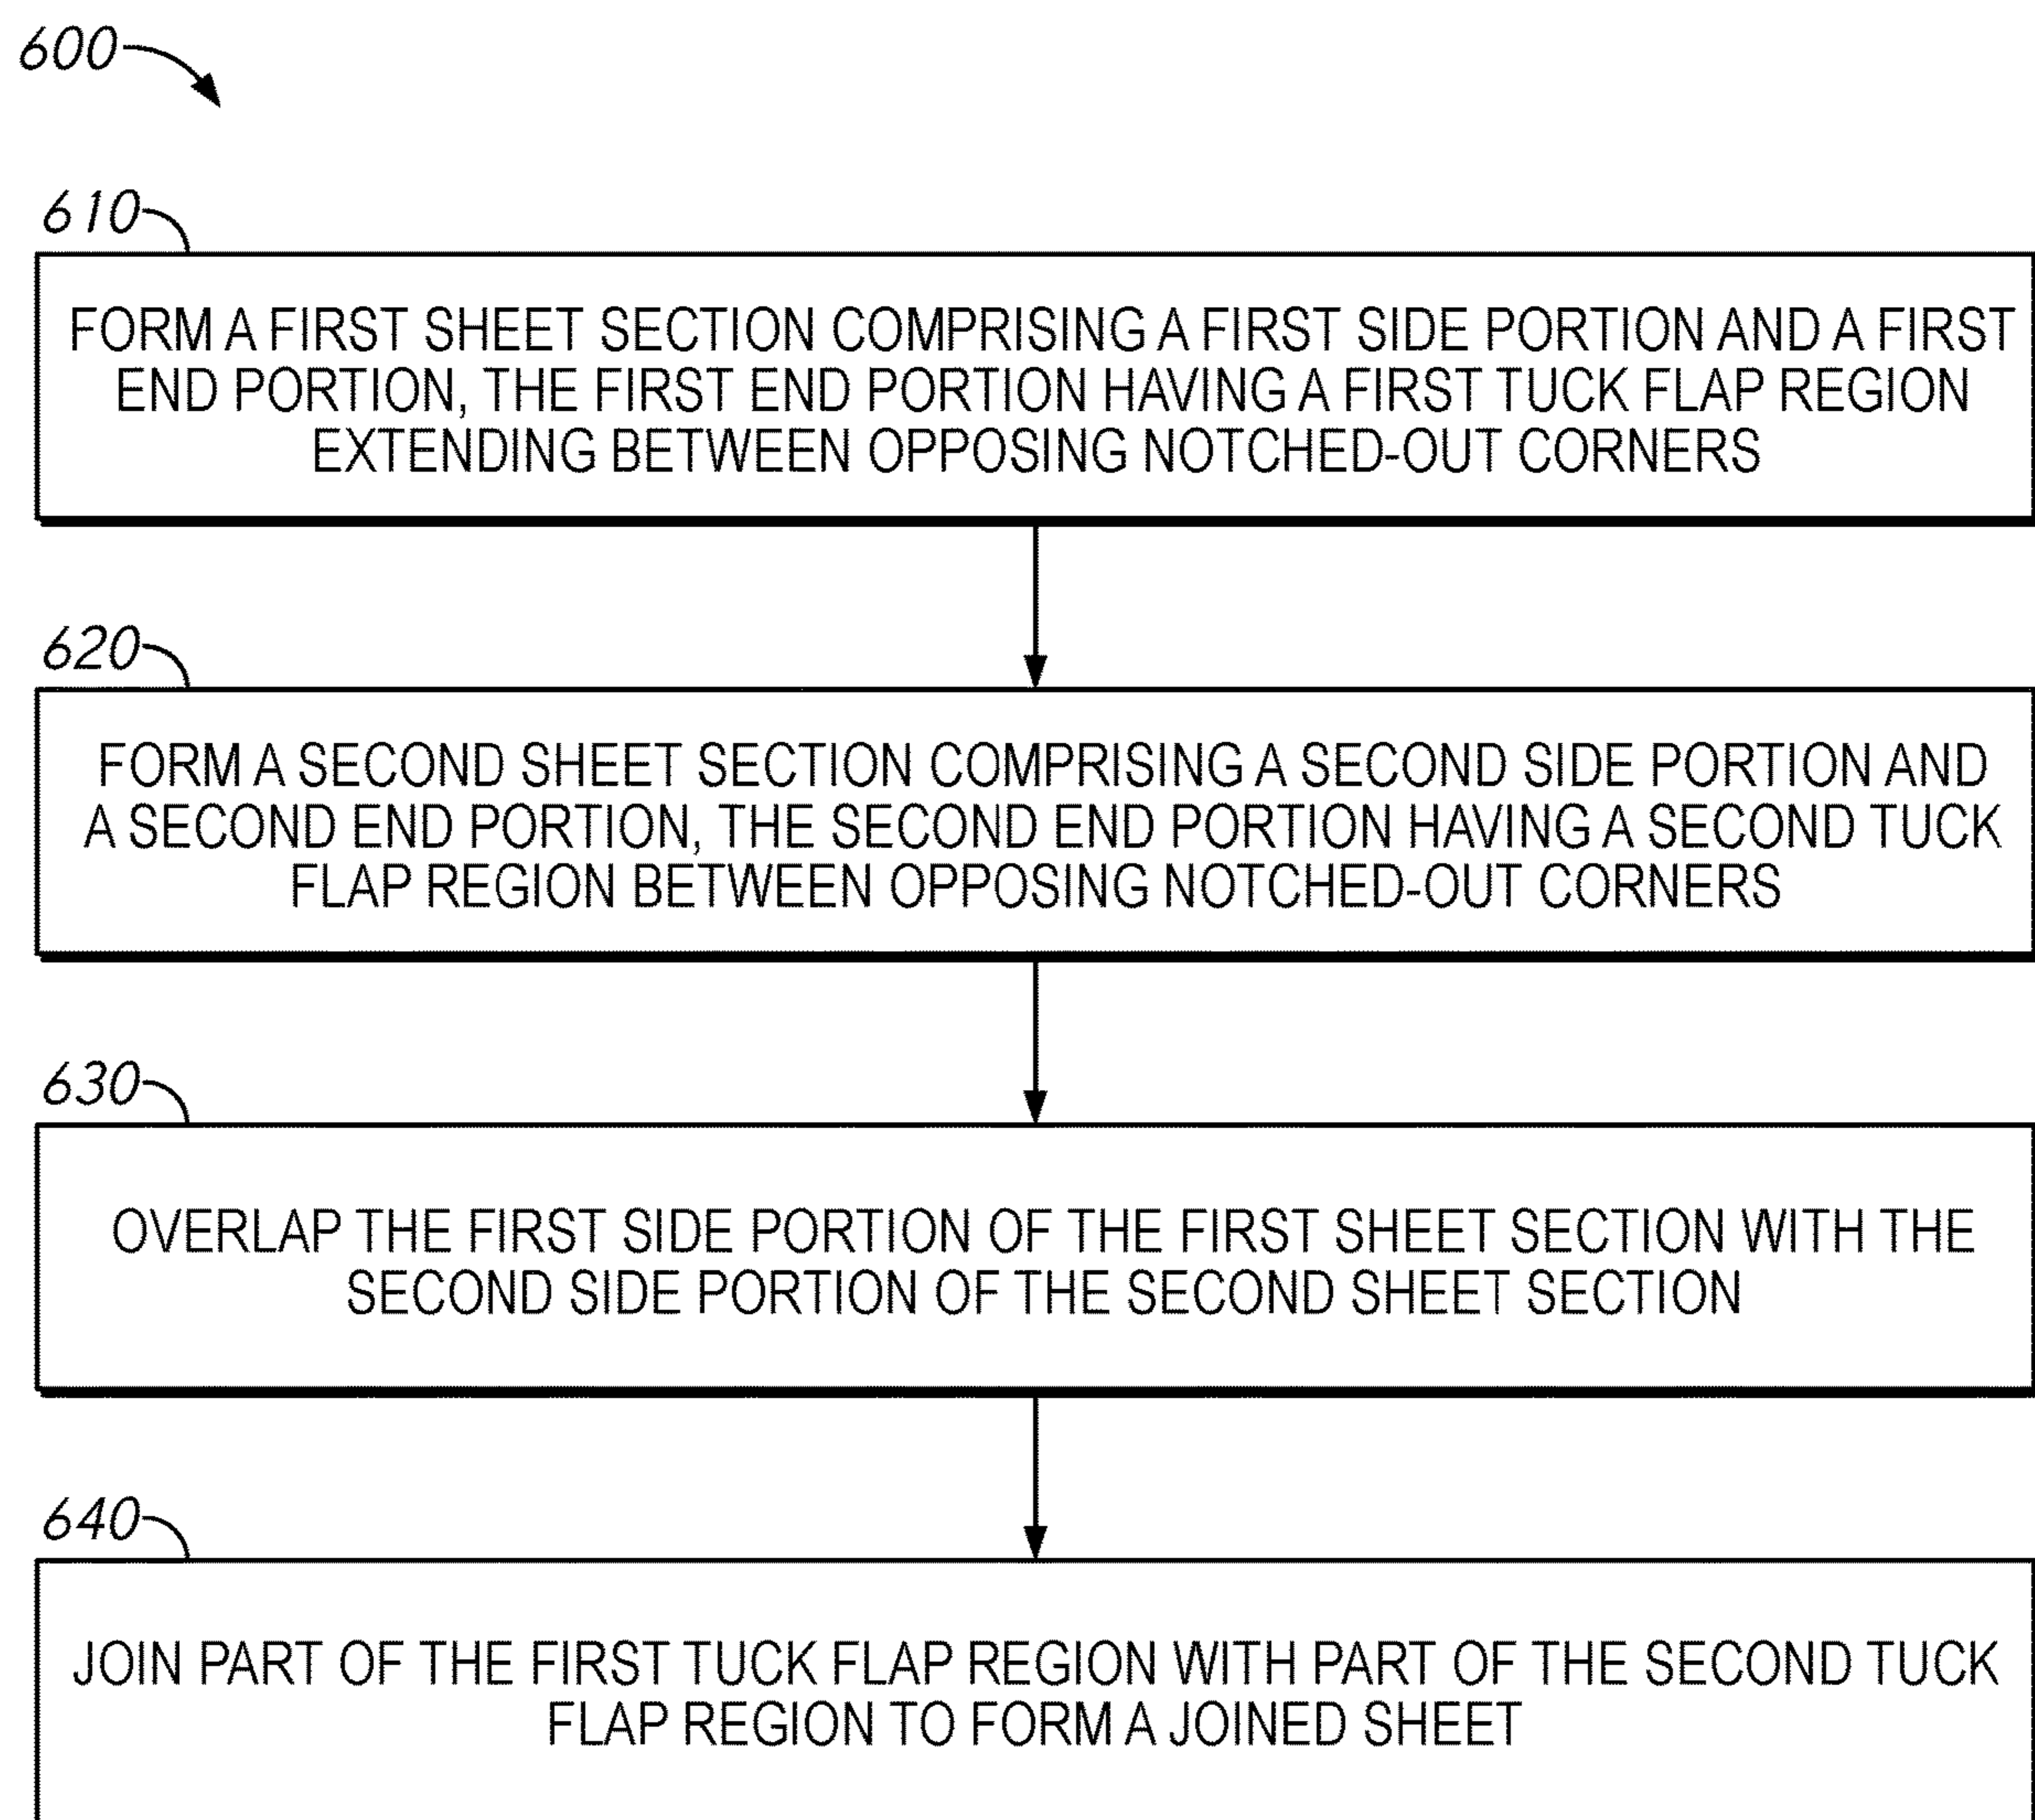 600
610
FORM A FIRST SHEET SECTION COMPRISING A FIRST SIDE PORTION AND A FIRST
END PORTION, THE FIRST END PORTION HAVING A FIRST TUCK FLAP REGION
EXTENDING BETWEEN OPPOSING NOTCHED-OUT CORNERS
620
FORM A SECOND SHEET SECTION COMPRISING A SECOND SIDE PORTION AND
A SECOND END PORTION, THE SECOND END PORTION HAVING A SECOND TUCK
FLAP REGION BETWEEN OPPOSING NOTCHED-OUT CORNERS
630
OVERLAP THE FIRST SIDE PORTION OF THE FIRST SHEET SECTION WITH THE
SECOND SIDE PORTION OF THE SECOND SHEET SECTION
640
JOIN PART OF THE FIRST TUCK FLAP REGION WITH PART OF THE SECOND TUCK
FLAP REGION TO FORM A JOINED SHEET